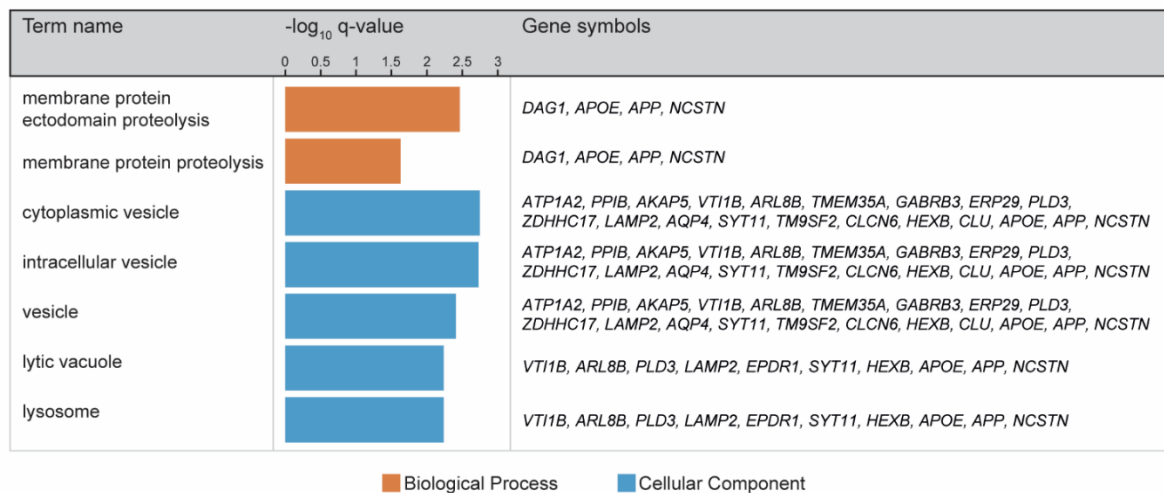 Term name
-log10 q-value
Gene symbols
0 0.5 1 1.5 2 2.5 3
membrane protein
ectodomain proteolysis
DAG1, APOE, APP, NCSTN
membrane protein proteolysis
DAG1, APOE, APP, NCSTN
cytoplasmic vesicle
ATP1A2, PPIB, AKAP5, VTI1B, ARL8B, TMEM35A, GABRB3, ERP29, PLD3,
ZDHHC17, LAMP2, AQP4, SYT11, TM9SF2, CLCN6, HEXB, CLU, APOE, APP, NCSTN
intracellular vesicle
ATP1A2, PPIB, AKAP5, VTI1B, ARL8B, TMEM35A, GABRB3, ERP29, PLD3,
ZDHHC17, LAMP2, AQP4, SYT11, TM9SF2, CLCN6, HEXB, CLU, APOE, APP, NCSTN
vesicle
ATP1A2, PPIB, AKAP5, VTI1B, ARL8B, TMEM35A, GABRB3, ERP29, PLD3,
ZDHHC17, LAMP2, AQP4, SYT11, TM9SF2, CLCN6, HEXB, CLU, APOE, APP, NCSTN
lytic vacuole
VTI1B, ARL8B, PLD3, LAMP2, EPDR1, SYT11, HEXB, APOE, APP, NCSTN
lysosome
VTI1B, ARL8B, PLD3, LAMP2, EPDR1, SYT11, HEXB, APOE, APP, NCSTN
Biological Process
Cellular Component